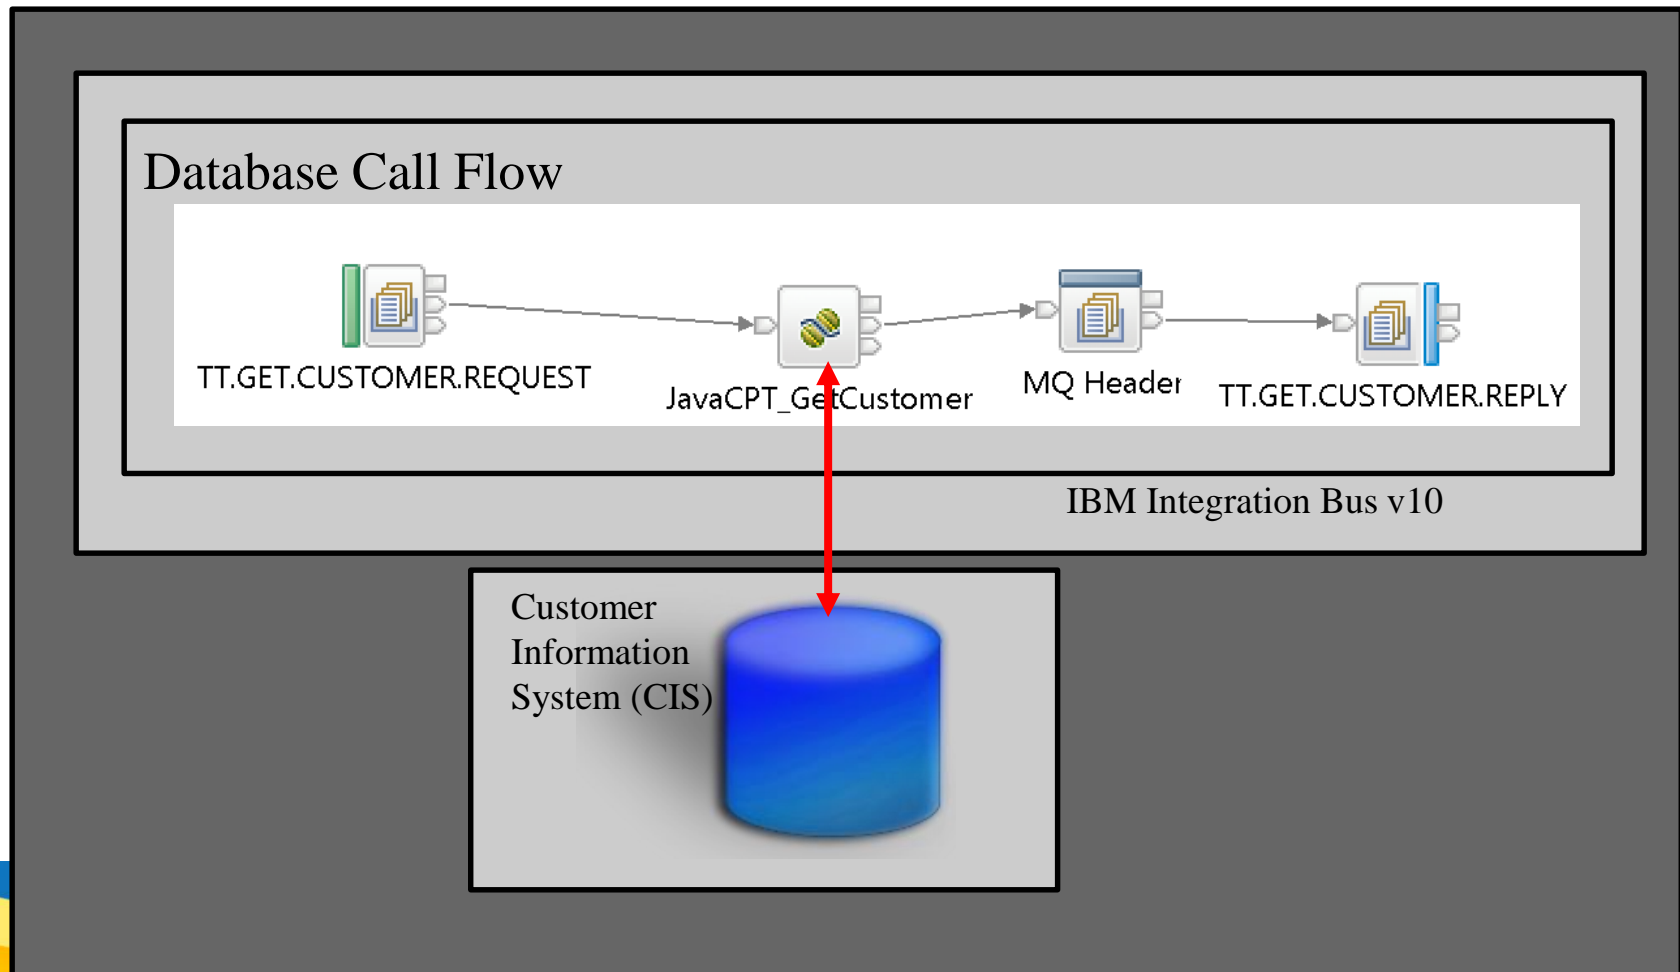 Database Call Flow
TT.GET.CUSTOMER.REQUEST
JavaCPT_GetCustomer
MQ Header
TT.GET.CUSTOMER.REPLY
IBM Integration Bus v10
Customer
Information
System (CIS)